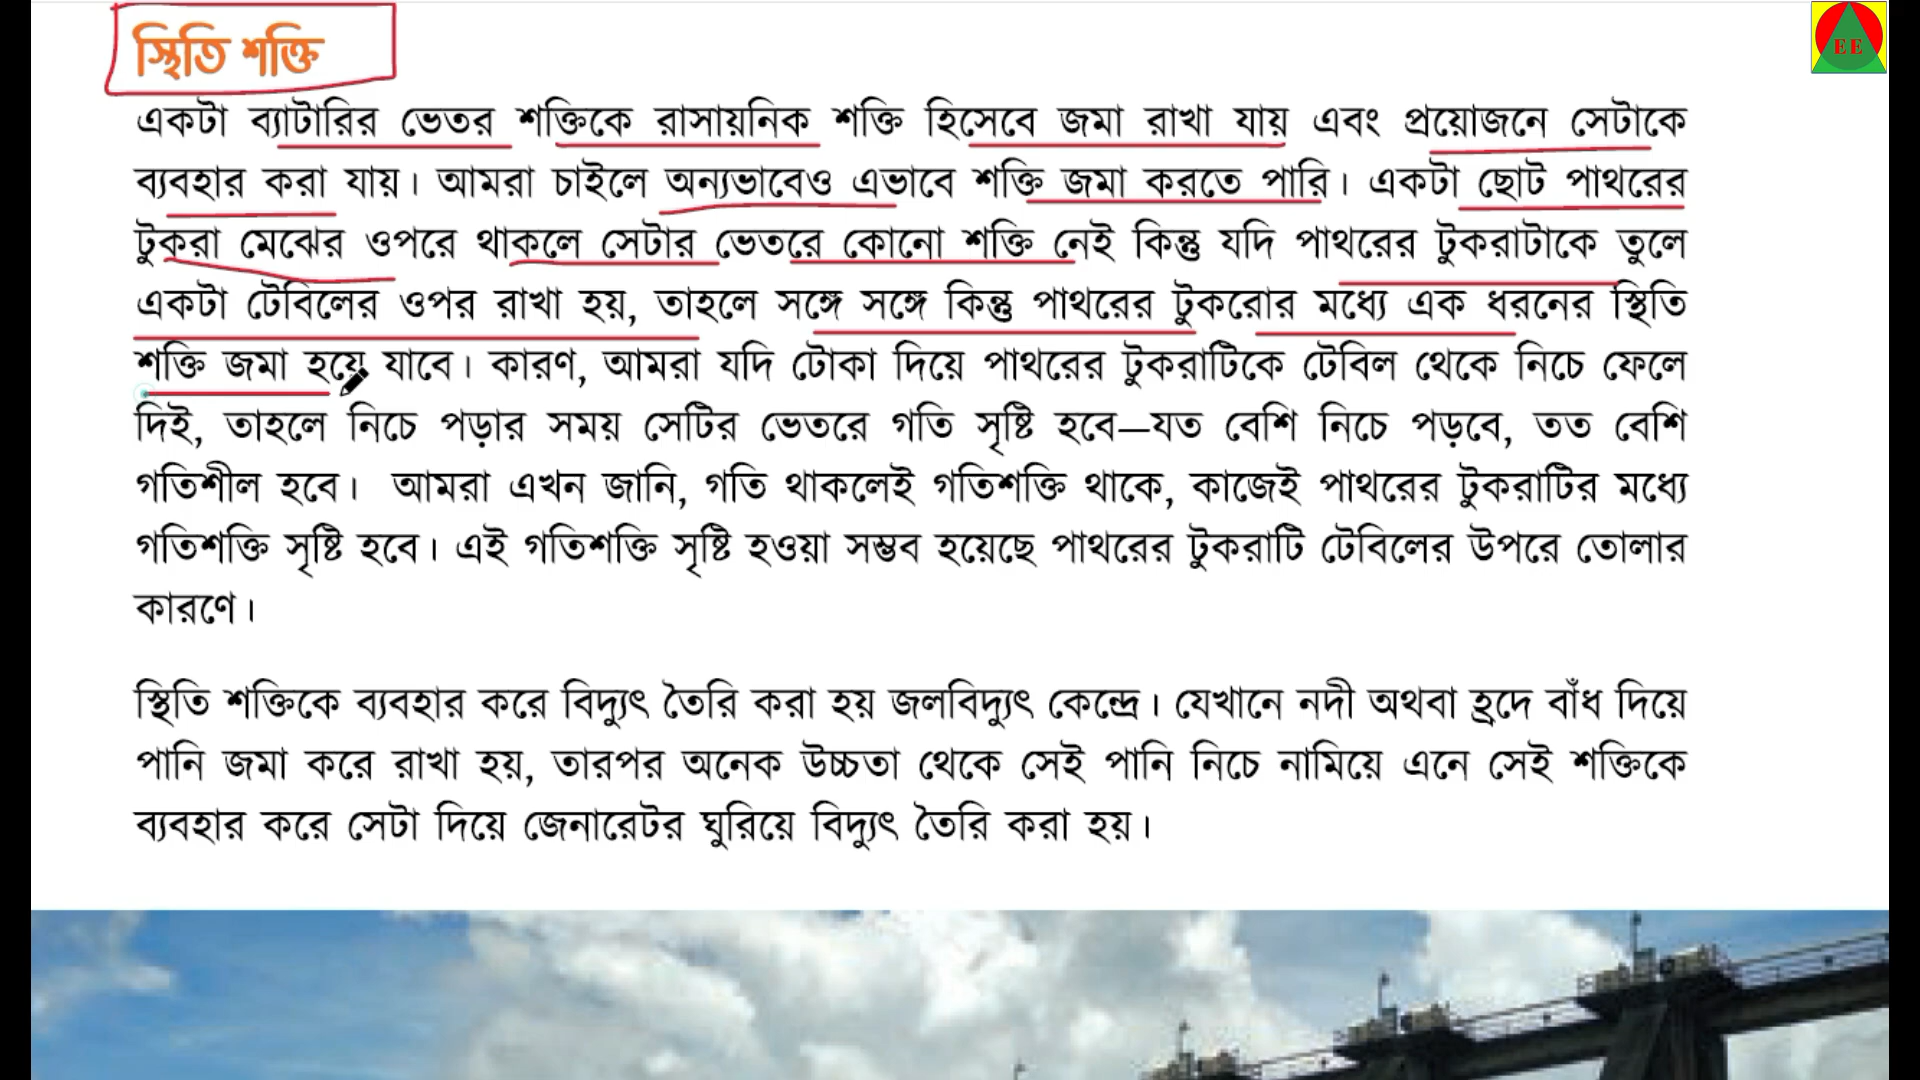 স্থিতি শক্তি
EE
একটা ব্যাটারির ভেতর শক্তিকে রাসায়নিক শক্তি হিসেবে জমা রাখা যায় এবং প্রয়োজনে সেটাকে
ব্যবহার করা যায়। আমরা চাইলে অন্যভাবেও এভাবে শক্তি জমা করতে পারি। একটা ছোট পাথরের
টুকরা মেঝের ওপরে থাকলে সেটার ভেতরে কোনো শক্তি নেই কিন্তু যদি পাথরের টুকরাটাকে তুলে
একটা টেবিলের ওপর রাখা হয়, তাহলে সঙ্গে সঙ্গে কিন্তু পাথরের টুকরোর মধ্যে এক ধরনের স্থিতি
শক্তি জমা হয়ে যাবে। কারণ, আমরা যদি টোকা দিয়ে পাথরের টুকরাটিকে টেবিল থেকে নিচে ফেলে
দিই, তাহলে নিচে পড়ার সময় সেটির ভেতরে গতি সৃষ্টি হবে—যত বেশি নিচে পড়বে, তত বেশি
গতিশীল হবে। আমরা এখন জানি, গতি থাকলেই গতিশক্তি থাকে, কাজেই পাথরের টুকরাটির মধ্যে
গতিশক্তি সৃষ্টি হবে। এই গতিশক্তি সৃষ্টি হওয়া সম্ভব হয়েছে পাথরের টুকরাটি টেবিলের উপরে তোলার
কারণে।
স্থিতি শক্তিকে ব্যবহার করে বিদ্যুৎ তৈরি করা হয় জলবিদ্যুৎ কেন্দ্রে। যেখানে নদী অথবা হ্রদে বাঁধ দিয়ে
পানি জমা করে রাখা হয়, তারপর অনেক উচ্চতা থেকে সেই পানি নিচে নামিয়ে এনে সেই শক্তিকে
ব্যবহার করে সেটা দিয়ে জেনারেটর ঘুরিয়ে বিদ্যুৎ তৈরি করা হয়।